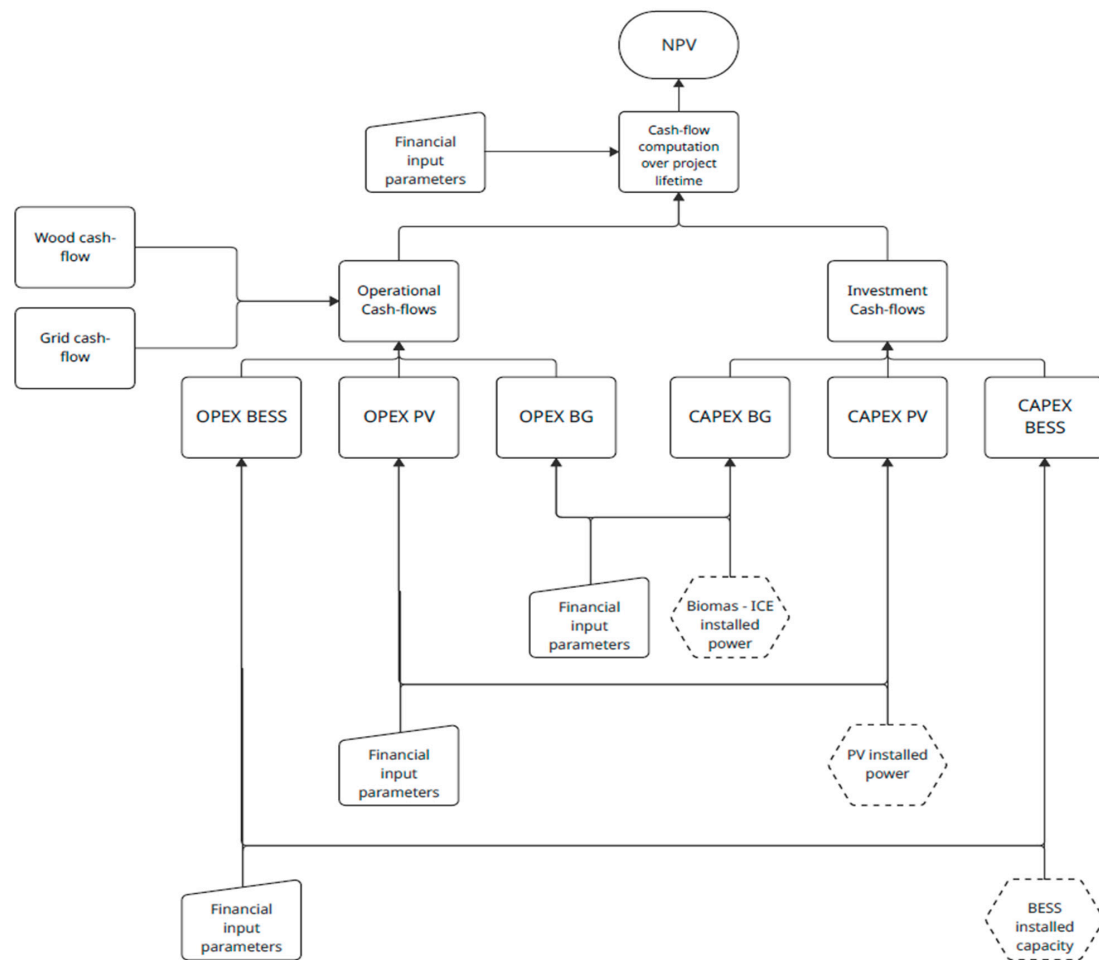 NPV
Financial
input
parameters
Cash-flow
computation
over project
lifetime
Wood cash-
flow
Grid cash-
flow
Operational
Cash-flows
Investment
Cash-flows
OPEX BESS
OPEX PV
OPEX BG
CAPEX BG
CAPEX PV
CAPEX
BESS
Financial
input
parameters
Biomas - ICE
installed
power
Financial
input
parameters
PV installed
power
Financial
input
parameters
BESS
installed
capacity